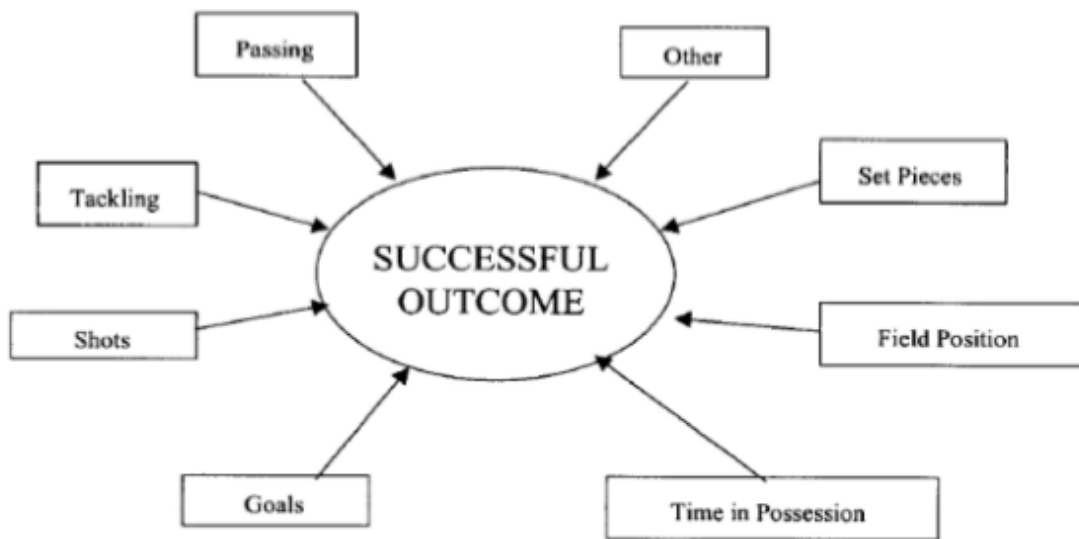 Passing
Other
Tackling
Set Pieces
SUCCESSFUL
OUTCOME
Shots
Field Position
Goals
Time in Possession